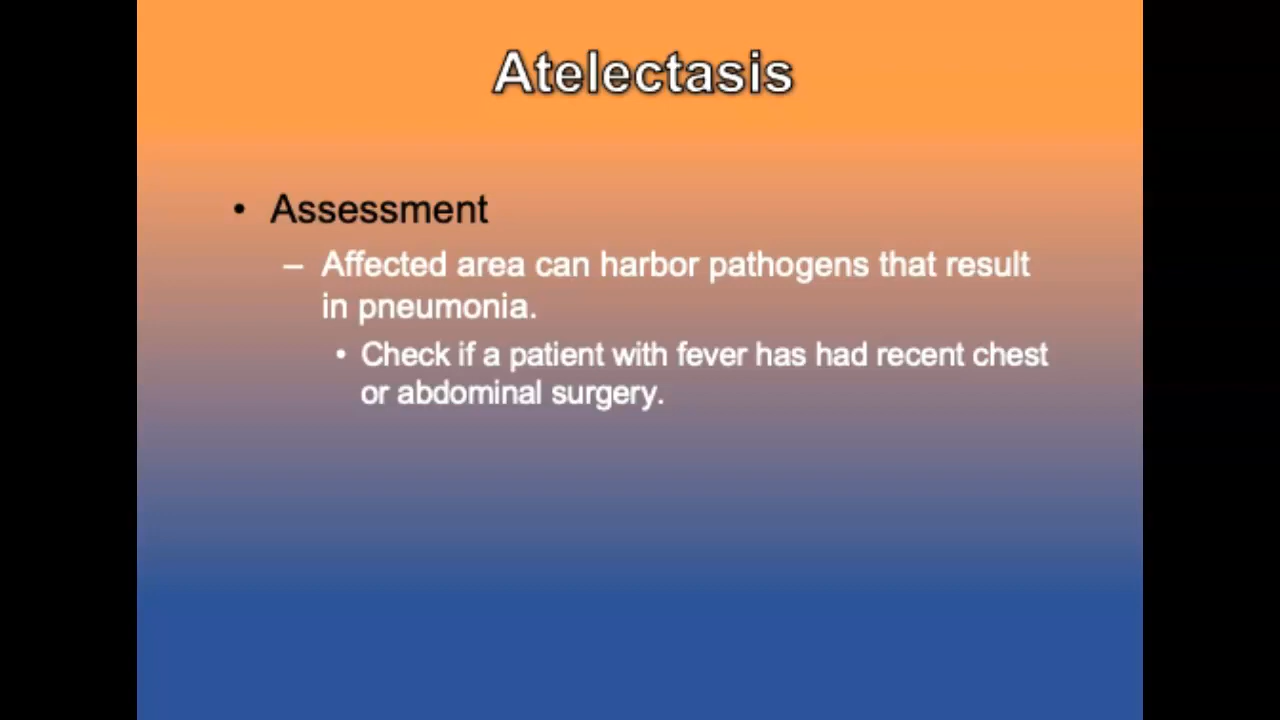 Atelectasis
• Assessment
– Affected area can harbor pathogens that result
in pneumonia.
• Check if a patient with fever has had recent chest
or abdominal surgery.